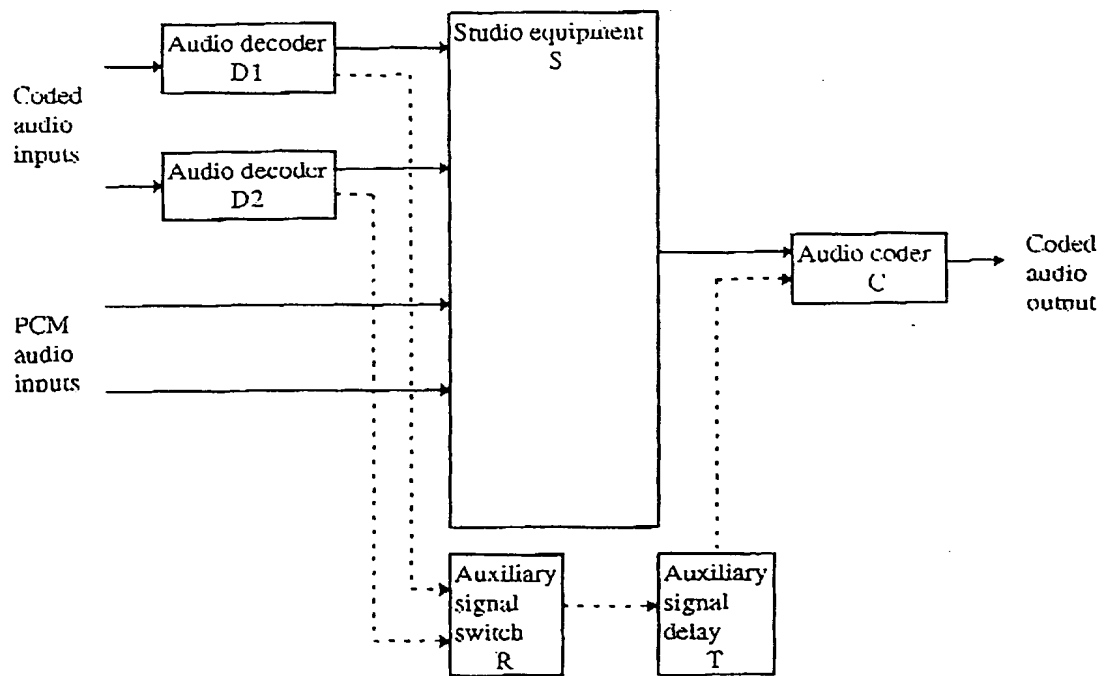 Audio decoder
D1
Coded
audio
inputs
Audio decoder
D2
PCM
audio
inputs
Studio equipment
S
Audio coder
C
Coded
audio
output
Auxiliary
signal
switch
R
Auxiliary
signal
delay
T